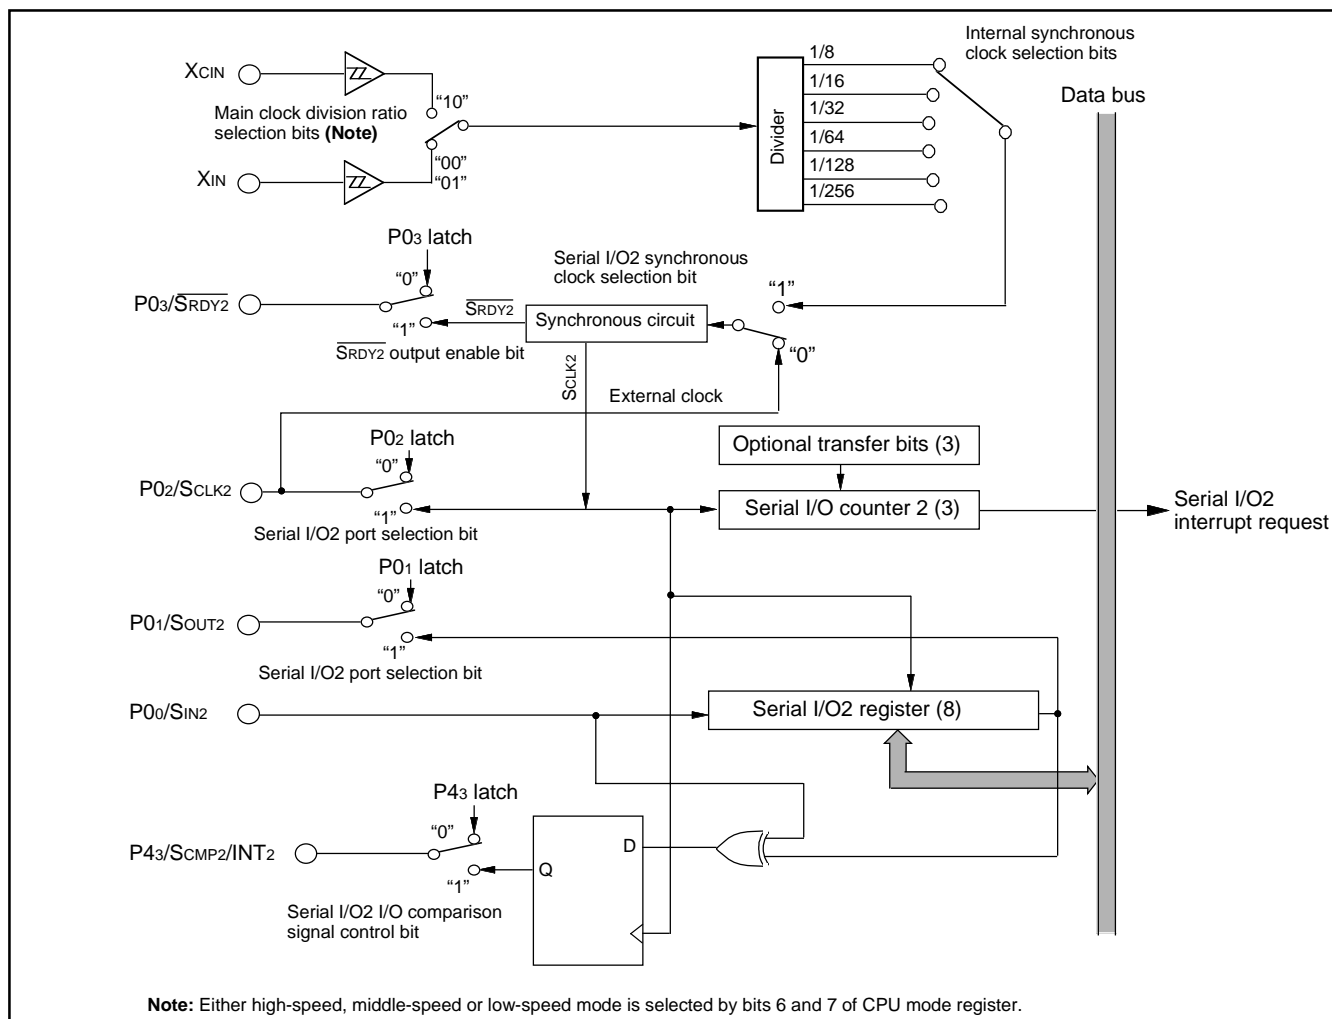 Internal synchronous
clock selection bits
XCIN
"10"
Main clock division ratio
selection bits (Note)
"00"
"01"
XIN
Divider
1/8
1/16
1/32
1/64
1/128
1/256
Data bus
P03 latch
"0"
P03/SRDY2
"1"
SRDY2
SRDY2 output enable bit
Serial I/O2 synchronous
clock selection bit
Synchronous circuit
"1"
"0"
SCLK2
External clock
P02 latch
"0"
P02/SCLK2
"1"
Serial I/O2 port selection bit
Optional transfer bits (3)
Serial I/O counter 2 (3)
Serial I/O2
interrupt request
P01 latch
"0"
P01/SOUT2
"1"
Serial I/O2 port selection bit
P00/SIN2
Serial I/O2 register (8)
P43 latch
"0"
P43/SCMP2/INT2
"1"
D
Q
Serial I/O2 I/O comparison
signal control bit
Note: Either high-speed, middle-speed or low-speed mode is selected by bits 6 and 7 of CPU mode register.